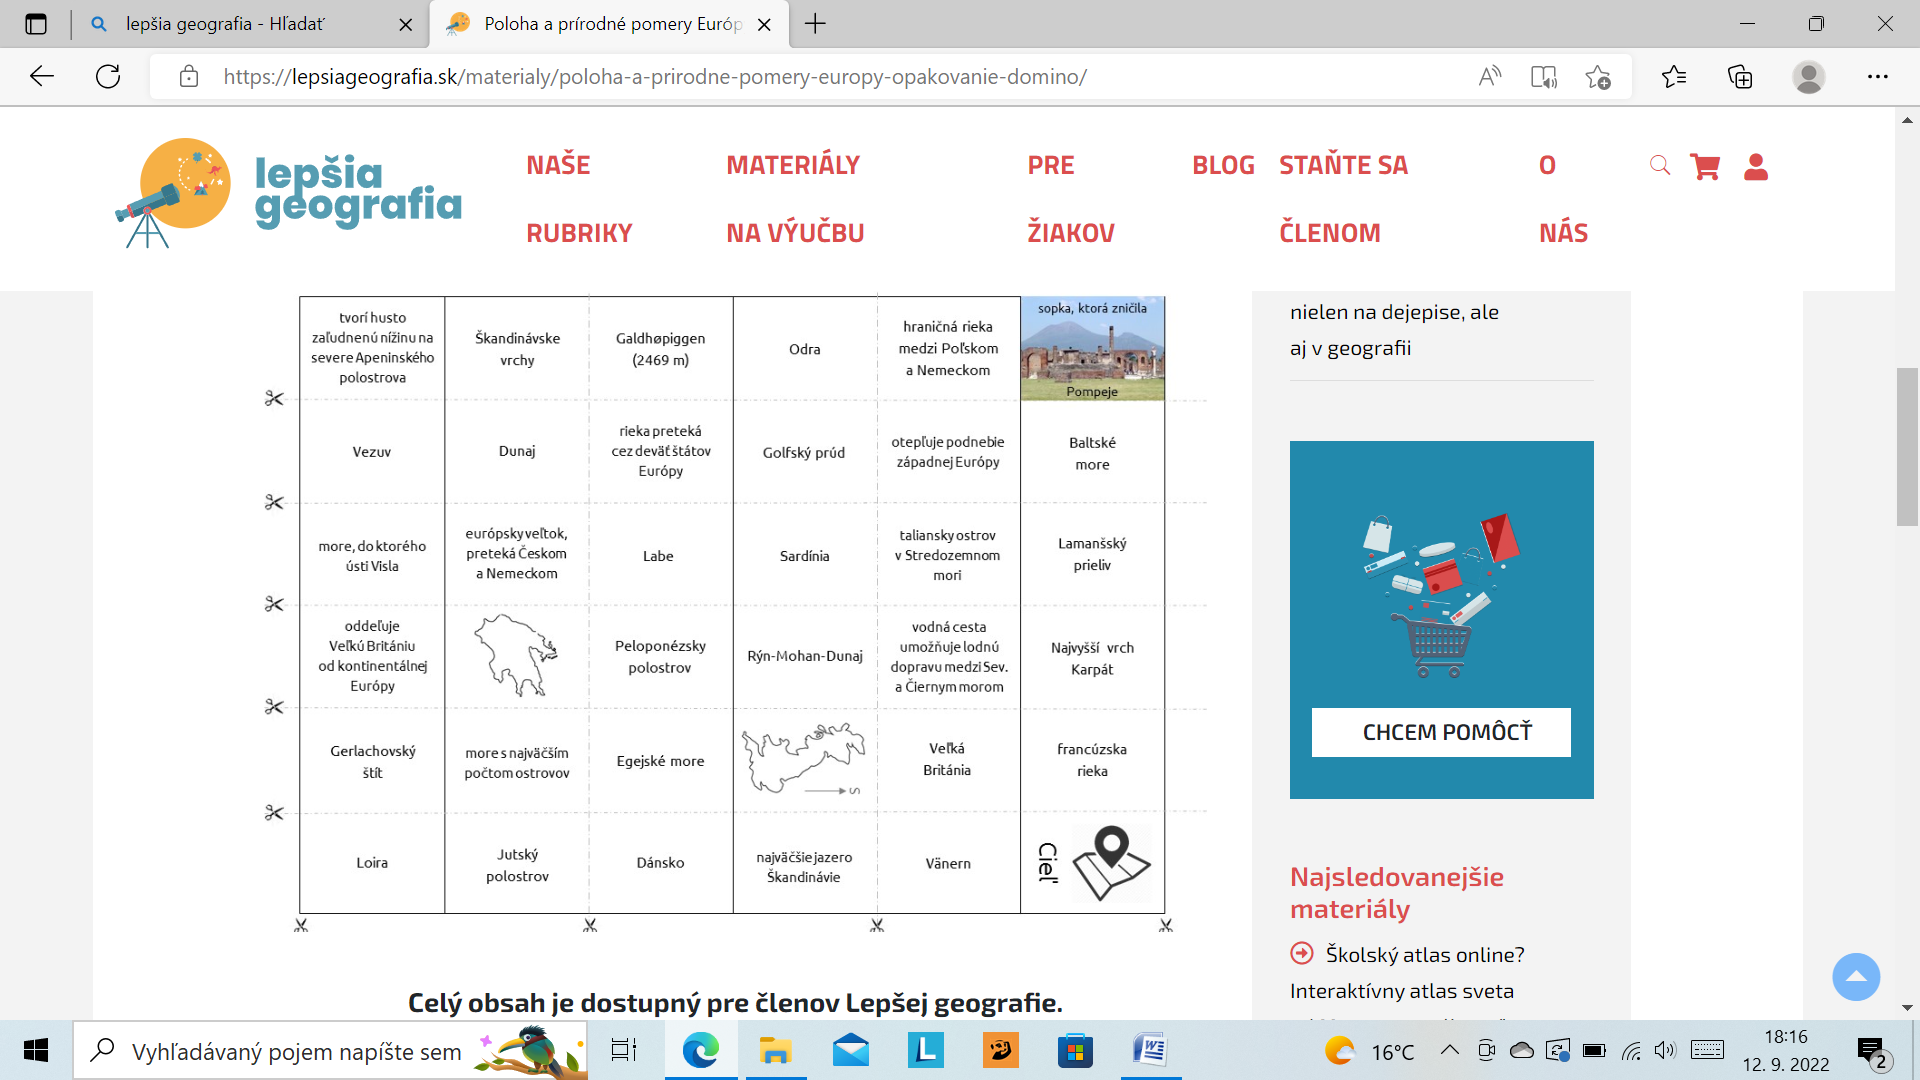 lepšia geografia - Hľadať
Poloha a prírodné pomery Európ
https://lepsiageografia.sk/materialy/poloha-a-prirodne-pomery-europy-opakovanie-domino/
lepšia
geografia
NAŠE
RUBRIKY
MATERIÁLY
NA VÝUČBU
PRE
ŽIAKOV
BLOG
STAŇTE SA
ČLENOM
O
NÁS
tvorí husto
zaľudnenú nížinu na
severe Apeninského
polostrova
Škandinávske
vrchy
Galdhøpiggen
(2469 m)
Odra
hraničná rieka
medzi Poľskom
a Nemeckom
sopka, ktorá zničila
Pompeje
Vezuv
Dunaj
rieka preteká
cez deväť štátov
Európy
Golfský prúd
otepľuje podnebie
západnej Európy
Baltské
more
more, do ktorého
ústi Visla
európsky veľtok,
preteká Českom
a Nemeckom
Labe
Sardínia
taliansky ostrov
v Stredozemnom
mori
Lamanšský
prieliv
oddeľuje
Veľkú Britániu
od kontinentálnej
Európy
Peloponézsky
polostrov
Rýn-Mohan-Dunaj
vodná cesta
umožňuje lodnú
dopravu medzi Sev.
a Čiernym morom
Najvyšší vrch
Karpát
Gerlachovský
štít
more s najväčším
počtom ostrovov
Egejské more
S
Veľká
Británia
francúzska
rieka
Loira
Jutský
polostrov
Dánsko
najväčšie jazero
Škandinávie
Vänern
Cieľ
Celý obsah je dostupný pre členov Lepšej geografie.
nielen na dejepise, ale
aj v geografii
CHCEM POMÔCŤ
Najsledovanejšie
materiály
Školský atlas online?
Interaktívny atlas sveta
Vyhľadávaný pojem napíšte sem
16°C
18:16
12. 9. 2022
2